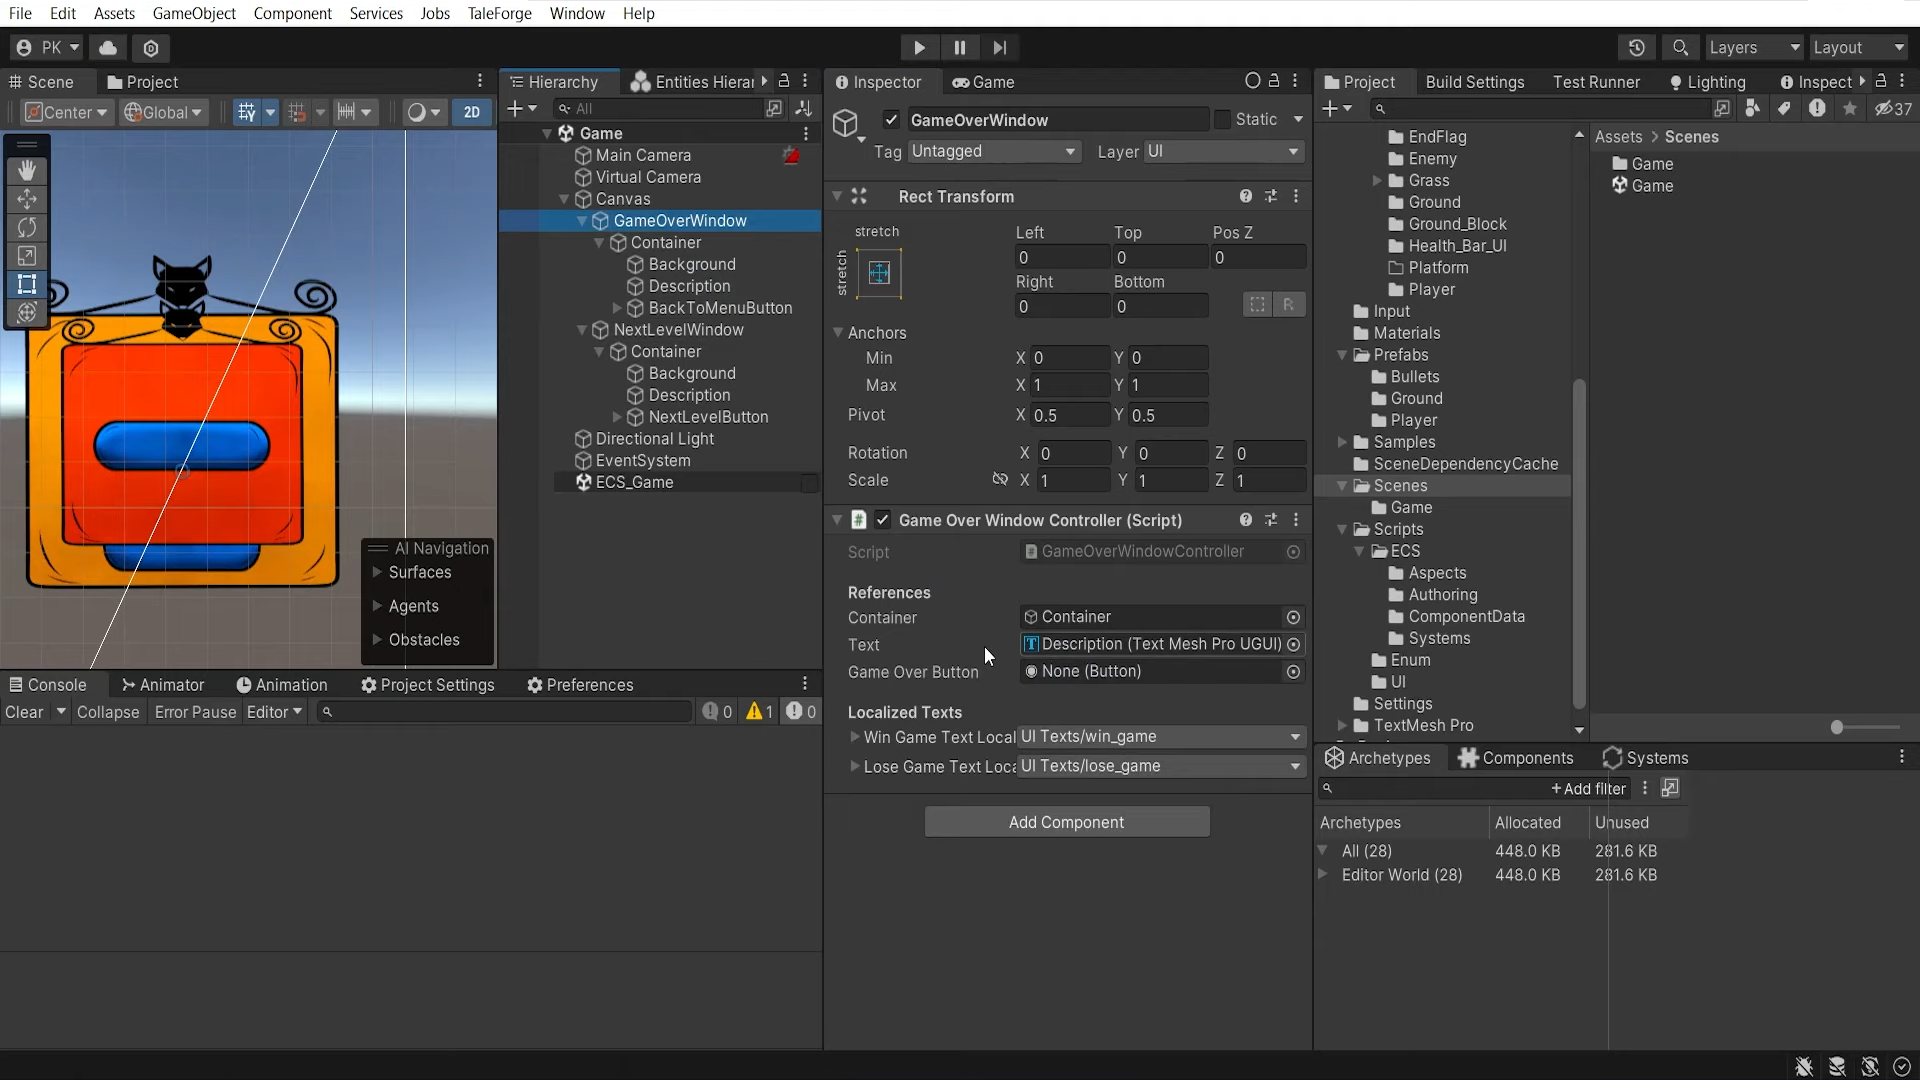 File Edit Assets GameObject Component Services Jobs TaleForge Window Help
PK Layers Layout
Scene Project
Center Global 2D
AI Navigation
Surfaces
Agents
Obstacles
Hierarchy Entities Hierar
All
Game
Main Camera
Virtual Camera
Canvas
GameOverWindow
Container
Background
Description
BackToMenuButton
NextLevelWindow
Container
Background
Description
NextLevelButton
Directional Light
EventSystem
ECS_Game
Inspector Game
GameOverWindow Static
Tag Untagged Layer UI
Rect Transform
stretch Left Top Pos Z
stretch 0 0 0
Right Bottom
0 0 R
Anchors
Min X 0 Y 0
Max X 1 Y 1
Pivot X 0.5 Y 0.5
Rotation X 0 Y 0 Z 0
Scale X 1 Y 1 Z 1
Game Over Window Controller (Script)
Script GameOverWindowController
References
Container Container
Text Description (Text Mesh Pro UGUI)
Game Over Button None (Button)
Localized Texts
Win Game Text Local UI Texts/win_game
Lose Game Text Loca UI Texts/lose_game
Add Component
Project Build Settings Test Runner Lighting Inspect
37
EndFlag
Enemy
Grass
Ground
Ground_Block
Health_Bar_UI
Platform
Player
Input
Materials
Prefabs
Bullets
Ground
Player
Samples
SceneDependencyCache
Scenes
Game
Scripts
ECS
Aspects
Authoring
ComponentData
Systems
Enum
UI
Settings
TextMesh Pro
Assets > Scenes
Game
Game
Console Animator Animation Project Settings Preferences
Clear Collapse Error Pause Editor 0 1 0
Archetypes Components Systems
+ Add filter
Archetypes Allocated Unused
All (28) 448.0 KB 281.6 KB
Editor World (28) 448.0 KB 281.6 KB